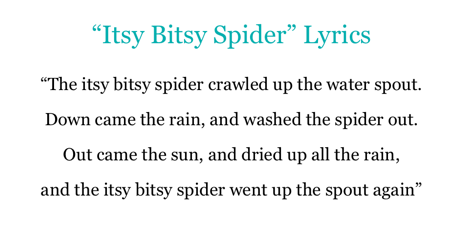 “Itsy Bitsy Spider” Lyrics
“The itsy bitsy spider crawled up the water spout.
Down came the rain, and washed the spider out.
Out came the sun, and dried up all the rain,
and the itsy bitsy spider went up the spout again”